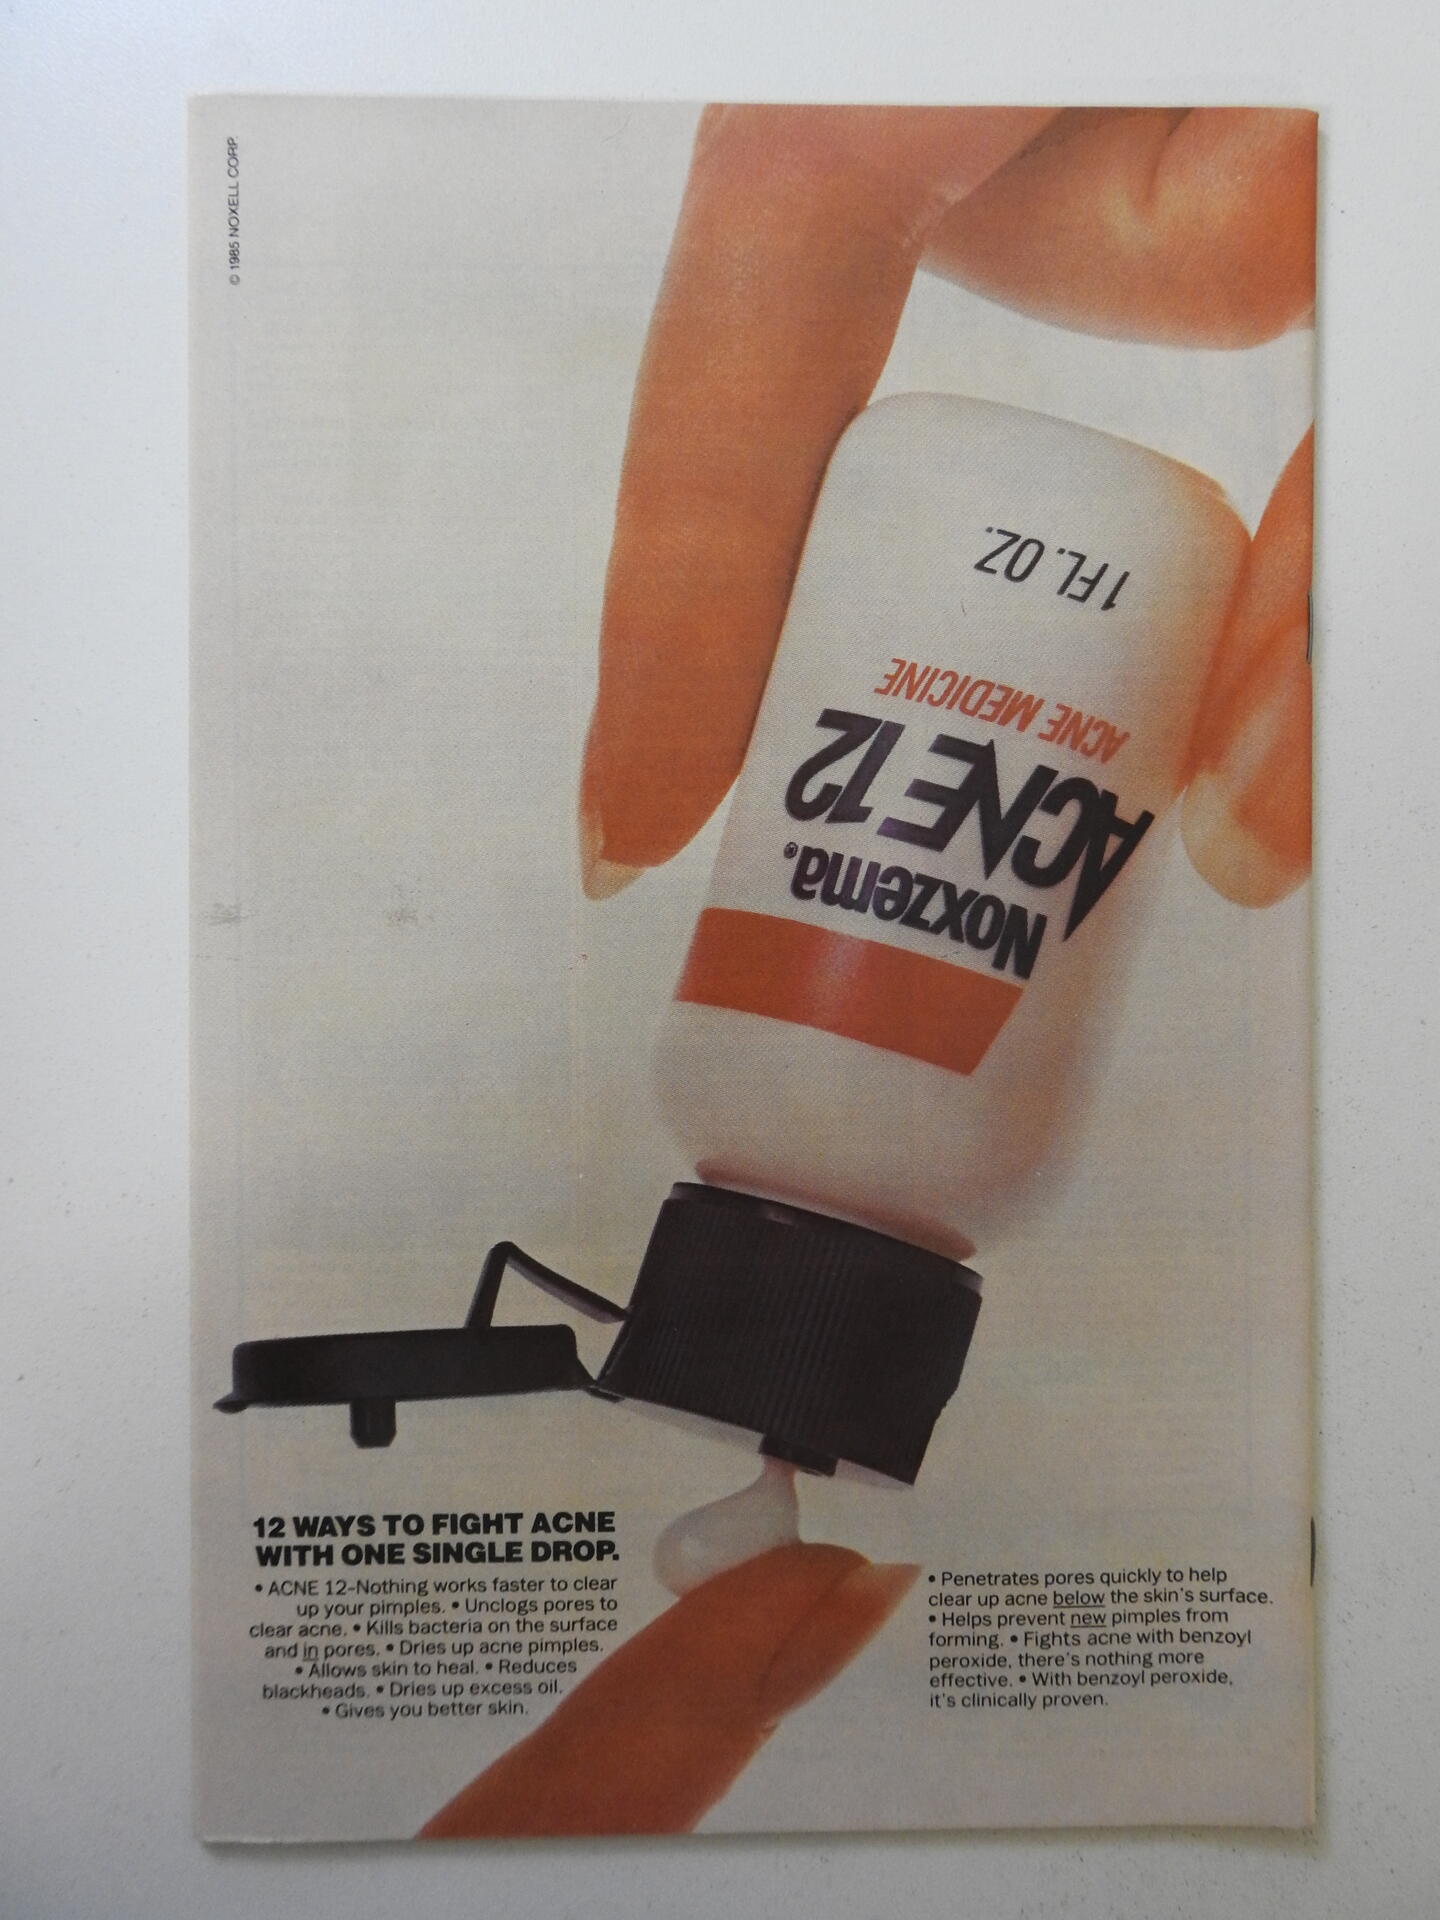 © 1985 NOXELL CORP.
1 FL. OZ.
ACNE MEDICINE
ACNE 12
Noxzema®
12 WAYS TO FIGHT ACNE
WITH ONE SINGLE DROP.
• ACNE 12–Nothing works faster to clear
up your pimples. • Unclogs pores to
clear acne. • Kills bacteria on the surface
and in pores. • Dries up acne pimples.
• Allows skin to heal. • Reduces
blackheads. • Dries up excess oil.
• Gives you better skin.
• Penetrates pores quickly to help
clear up acne below the skin's surface.
• Helps prevent new pimples from
forming. • Fights acne with benzoyl
peroxide, there's nothing more
effective. • With benzoyl peroxide,
it's clinically proven.